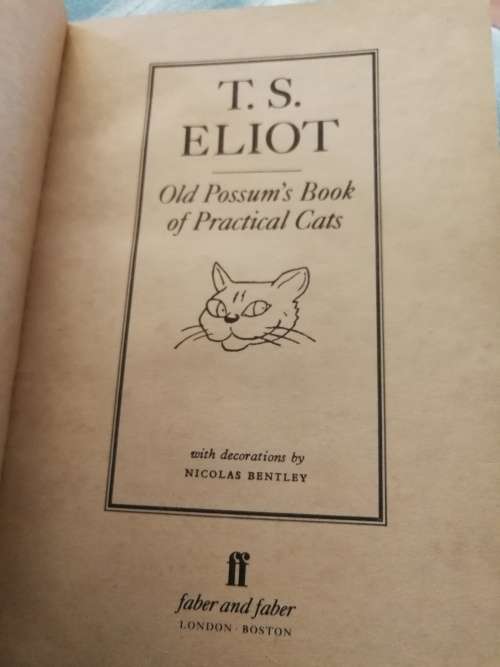 T. S.
ELIOT
Old Possum's Book
of Practical Cats
with decorations by
NICOLAS BENTLEY
ff
faber and faber
LONDON · BOSTON